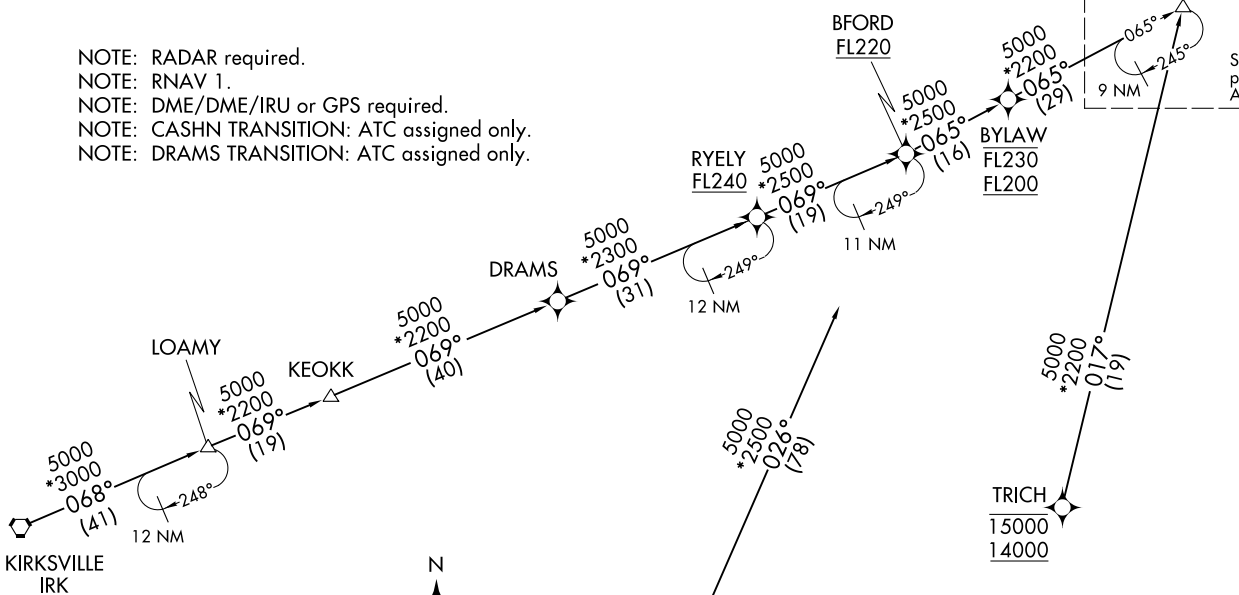 NOTE: RADAR required.
NOTE: RNAV 1.
NOTE: DME/DME/IRU or GPS required.
NOTE: CASHN TRANSITION: ATC assigned only.
NOTE: DRAMS TRANSITION: ATC assigned only.
BFORD
FL220
5000
*2200
065°
(29)
065°
245°
9 NM
S
p
A
BYLAW
FL230
FL200
5000
*2500
065°
(16)
RYELY
FL240
5000
*2500
069°
(19)
249°
11 NM
DRAMS
5000
*2300
069°
(31)
249°
12 NM
5000
*2200
069°
(40)
LOAMY
KEOKK
5000
*2200
069°
(19)
5000
*3000
068°
(41)
248°
12 NM
KIRKSVILLE
IRK
N
5000
*2500
026°
(78)
5000
*2200
017°
(19)
TRICH
15000
14000